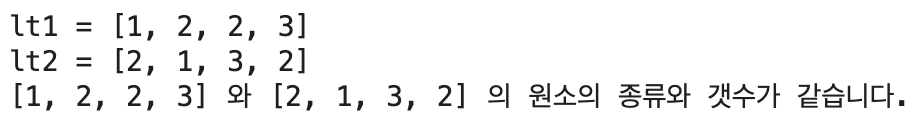 lt1 = [1, 2, 2, 3]
lt2 = [2, 1, 3, 2]
[1, 2, 2, 3] 와 [2, 1, 3, 2] 의 원소의 종류와 갯수가 같습니다.